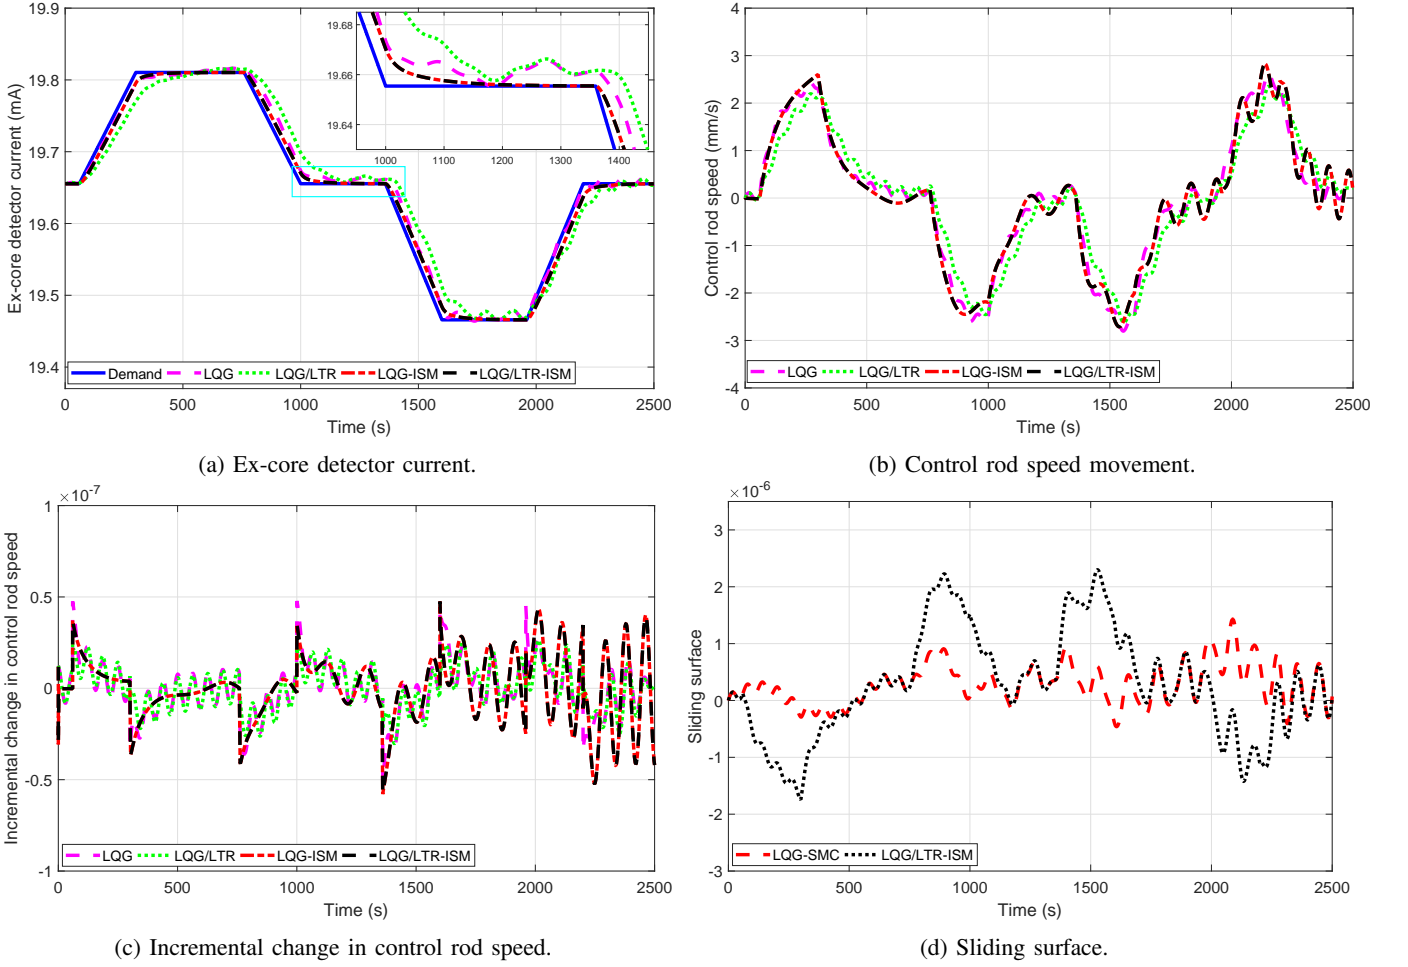 19.9
19.8
19.7
19.6
19.5
19.4
Ex-core detector current (mA)
19.68
19.66
19.64
1000 1100 1200 1300 1400
Demand LQG LQG/LTR LQG-ISM LQG/LTR-ISM
0 500 1000 1500 2000 2500
Time (s)
(a) Ex-core detector current.
4
3
2
1
0
-1
-2
-3
-4
Control rod speed (mm/s)
LQG LQG/LTR LQG-ISM LQG/LTR-ISM
0 500 1000 1500 2000 2500
Time (s)
(b) Control rod speed movement.
×10-7
1
0.5
0
-0.5
-1
Incremental change in control rod speed
LQG LQG/LTR LQG-ISM LQG/LTR-ISM
0 500 1000 1500 2000 2500
Time (s)
(c) Incremental change in control rod speed.
×10-6
3
2
1
0
-1
-2
-3
Sliding surface
LQG-SMC LQG/LTR-ISM
0 500 1000 1500 2000 2500
Time (s)
(d) Sliding surface.